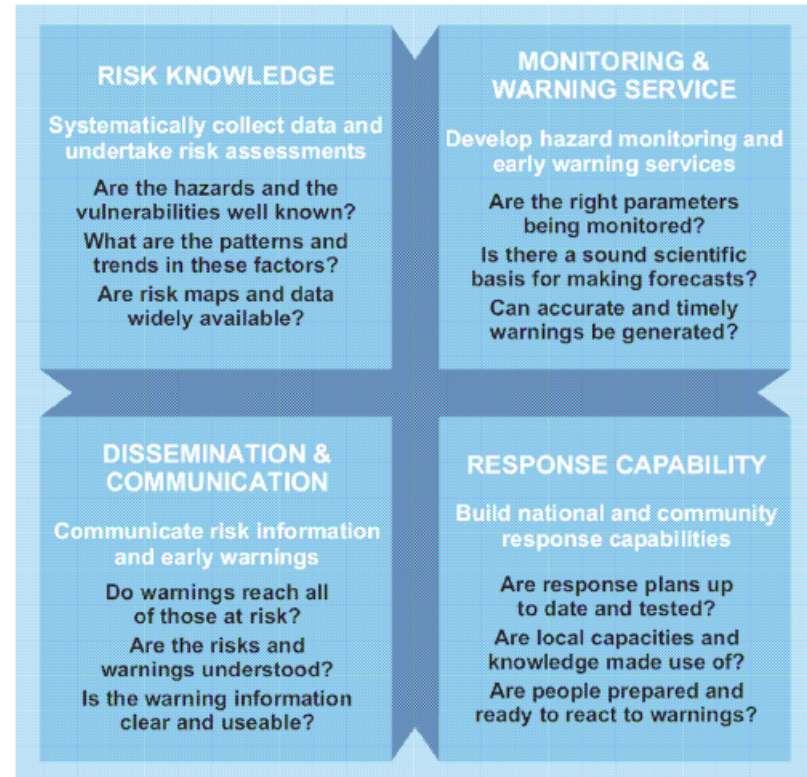 RISK KNOWLEDGE
Systematically collect data and
undertake risk assessments
Are the hazards and the
vulnerabilities well known?
What are the patterns and
trends in these factors?
Are risk maps and data
widely available?
MONITORING &
WARNING SERVICE
Develop hazard monitoring and
early warning services
Are the right parameters
being monitored?
Is there a sound scientific
basis for making forecasts?
Can accurate and timely
warnings be generated?
DISSEMINATION &
COMMUNICATION
Communicate risk information
and early warnings
Do warnings reach all
of those at risk?
Are the risks and
warnings understood?
Is the warning information
clear and useable?
RESPONSE CAPABILITY
Build national and community
response capabilities
Are response plans up
to date and tested?
Are local capacities and
knowledge made use of?
Are people prepared and
ready to react to warnings?